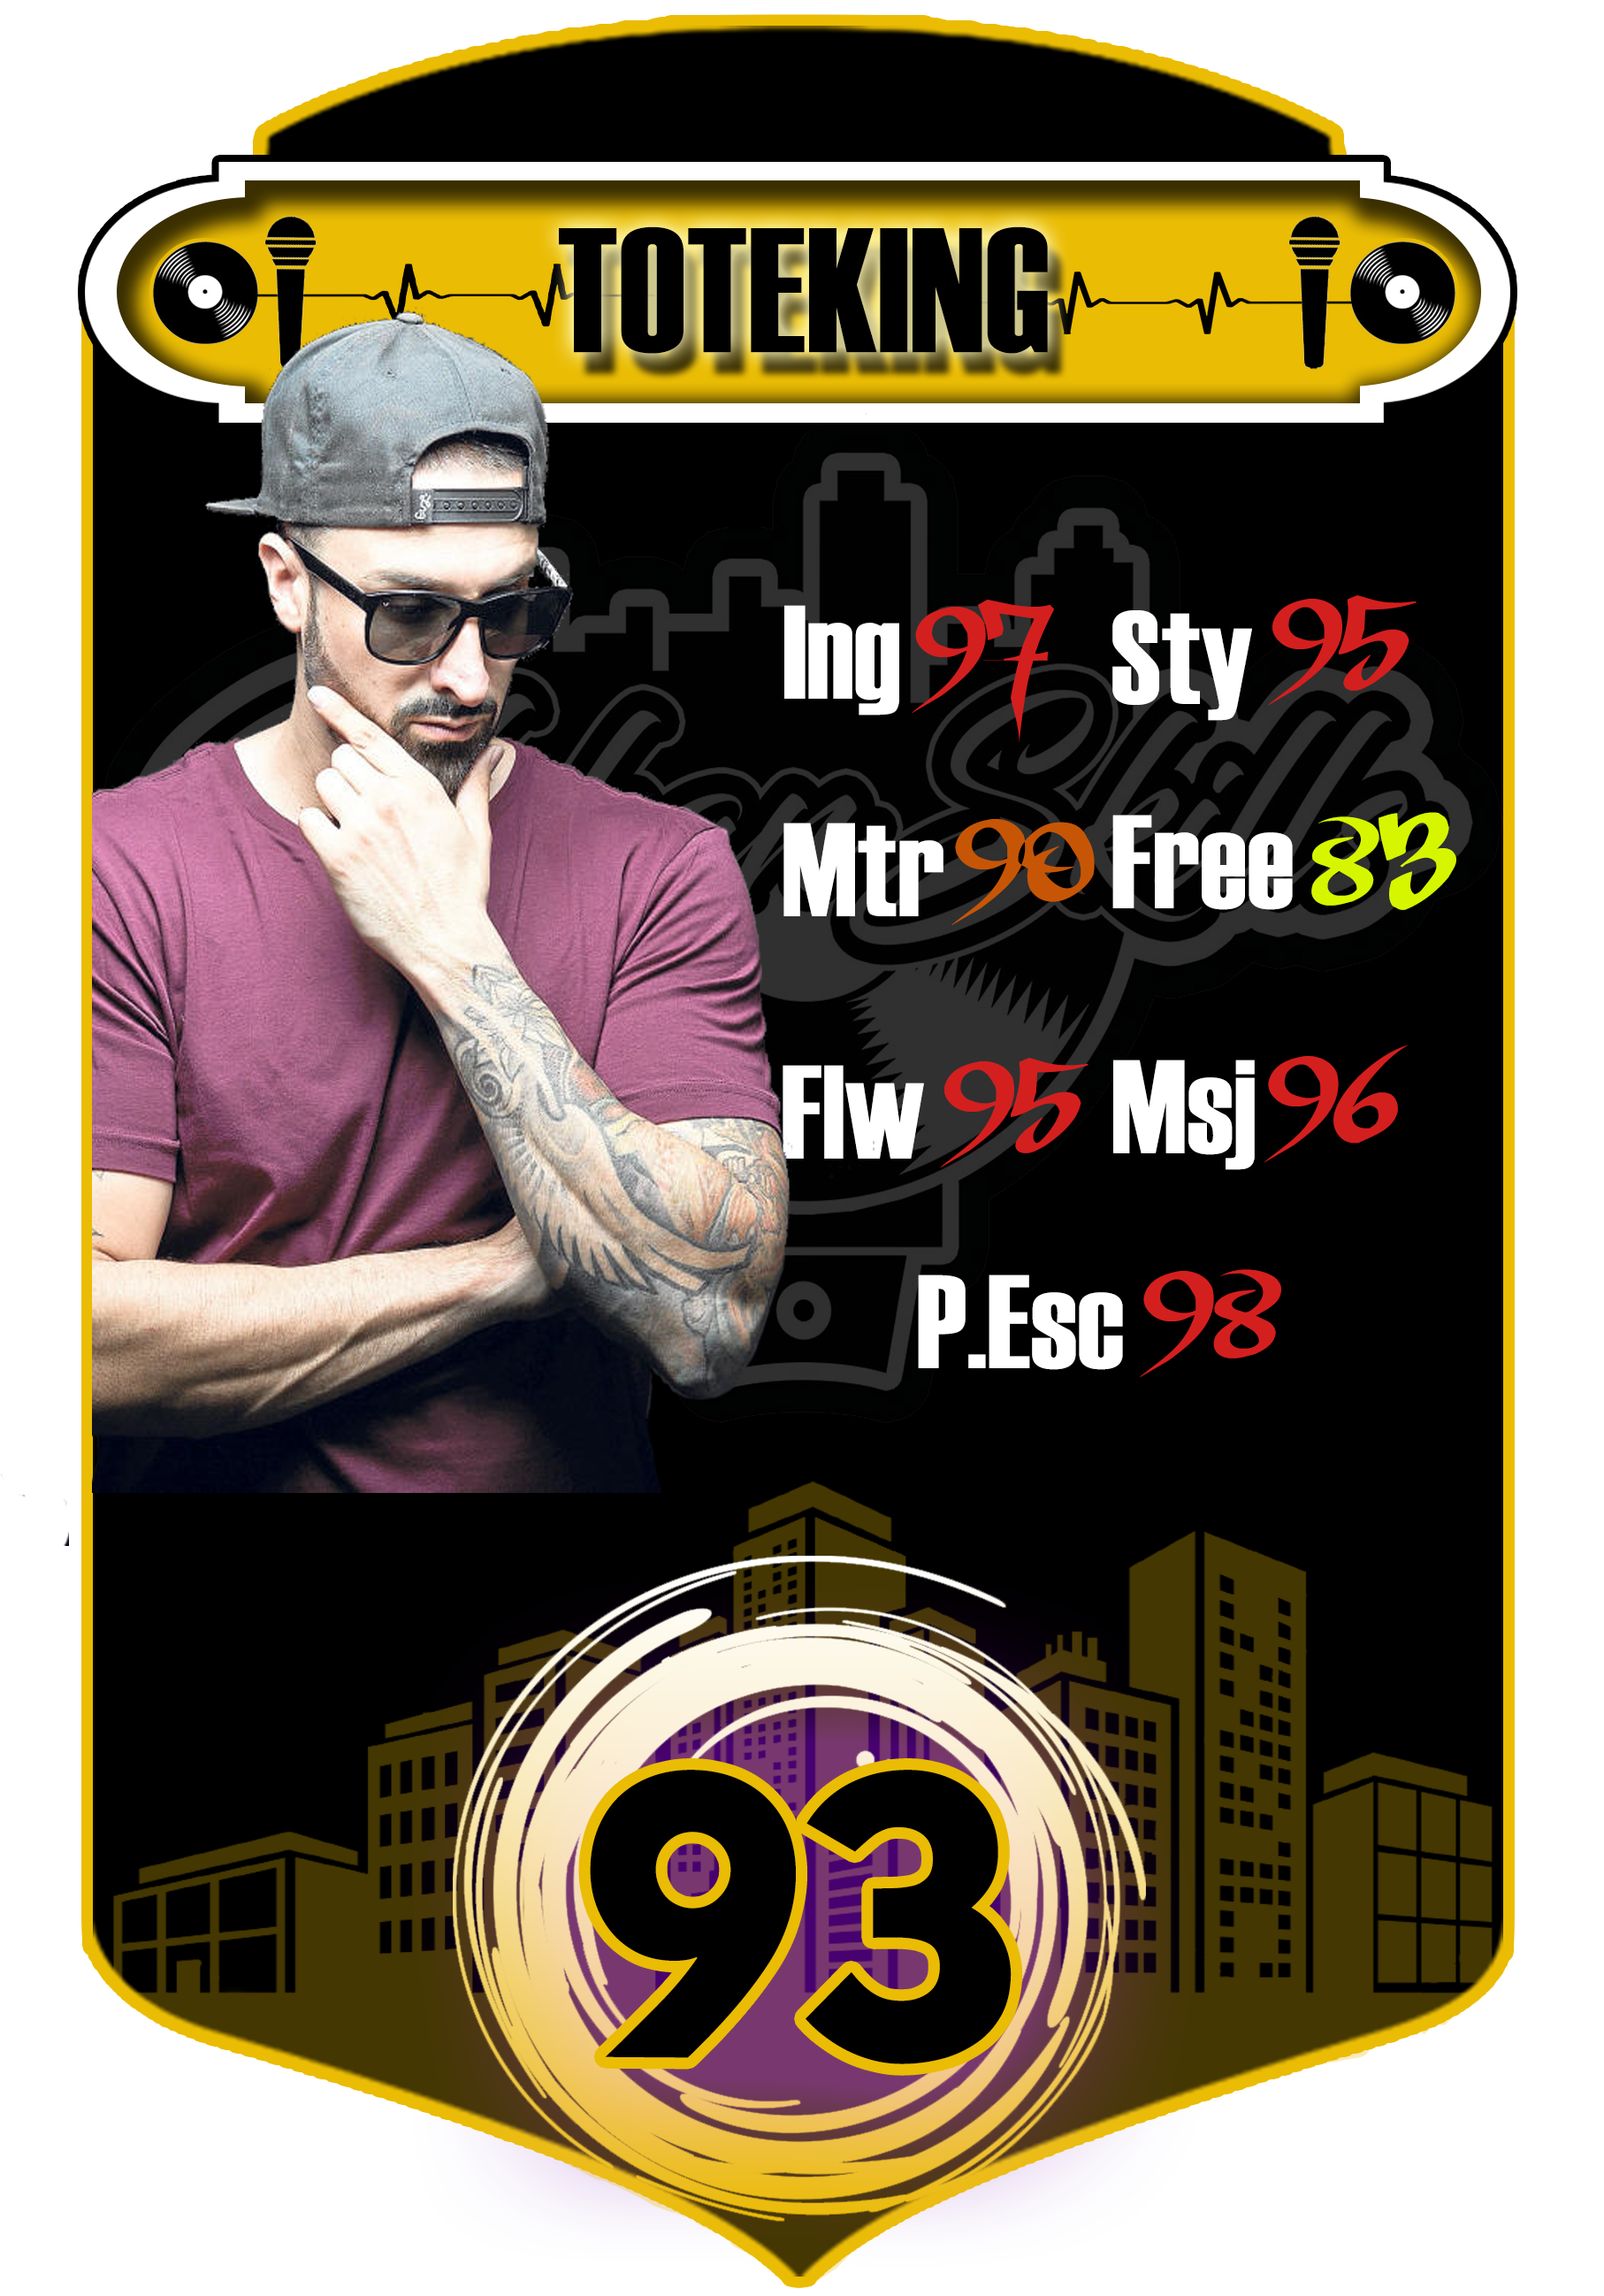 TOTEKING
Ing 97 Sty 95
Mtr 90 Free 83
Flw 95 Msj 96
P.Esc 98
93